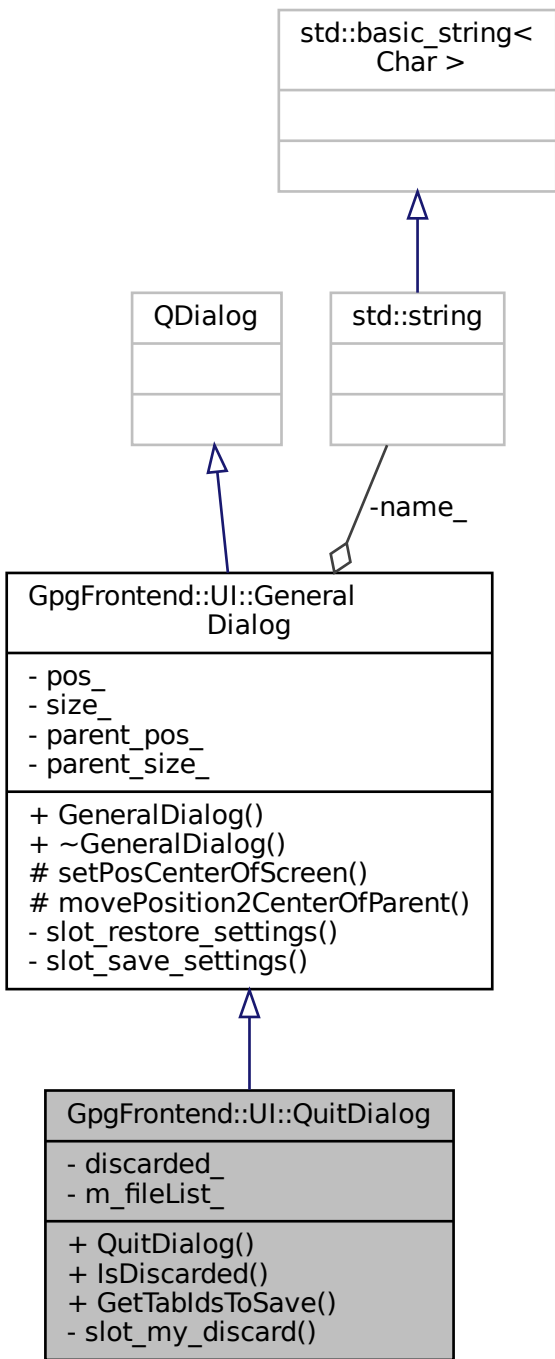 std::basic_string<
Char >
QDialog
std::string
-name_
GpgFrontend::UI::General
Dialog
- pos_
- size_
- parent_pos_
- parent_size_
+ GeneralDialog()
+ ~GeneralDialog()
# setPosCenterOfScreen()
# movePosition2CenterOfParent()
- slot_restore_settings()
- slot_save_settings()
GpgFrontend::UI::QuitDialog
- discarded_
- m_fileList_
+ QuitDialog()
+ IsDiscarded()
+ GetTabIdsToSave()
- slot_my_discard()